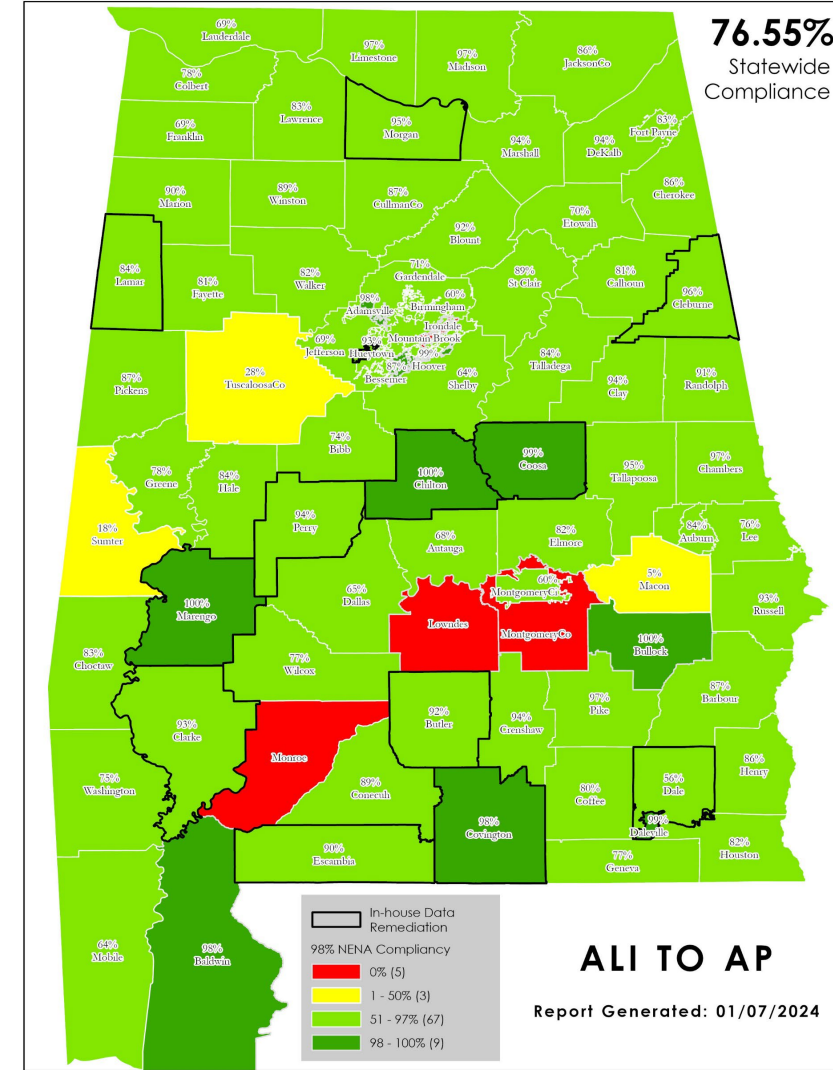 76.55%
Statewide
Compliance
69%
Lauderdale
97%
Limestone
97%
Madison
86%
JacksonCo
78%
Colbert
83%
Lawrence
69%
Franklin
95%
Morgan
94%
Marshall
94%
DeKalb
83%
Fort Payne
86%
Cherokee
90%
Marion
89%
Winston
87%
CullmanCo
92%
Blount
70%
Etowah
84%
Lamar
81%
Fayette
82%
Walker
71%
Gardendale
89%
St Clair
81%
Calhoun
96%
Cleburne
98%
Adamsville
60%
Birmingham
Irondale
Mountain Brook
69%
Jefferson
93%
Hueytown
99%
Hoover
87%
Bessemer
64%
Shelby
84%
Talladega
94%
Clay
91%
Randolph
87%
Pickens
28%
TuscaloosaCo
74%
Bibb
100%
Chilton
99%
Coosa
95%
Tallapoosa
97%
Chambers
78%
Greene
84%
Hale
94%
Perry
18%
Sumter
68%
Autauga
82%
Elmore
84%
Auburn
76%
Lee
100%
Marengo
65%
Dallas
Lowndes
60%
MontgomeryCi
MontgomeryCo
5%
Macon
93%
Russell
100%
Bullock
83%
Choctaw
77%
Wilcox
93%
Clarke
92%
Butler
94%
Crenshaw
97%
Pike
87%
Barbour
Monroe
89%
Conecuh
75%
Washington
98%
Covington
80%
Coffee
56%
Dale
86%
Henry
99%
Daleville
90%
Escambia
77%
Geneva
82%
Houston
64%
Mobile
98%
Baldwin
In-house Data
Remediation
98% NENA Compliancy
0% (5)
1 - 50% (3)
51 - 97% (67)
98 - 100% (9)
ALI TO AP
Report Generated: 01/07/2024